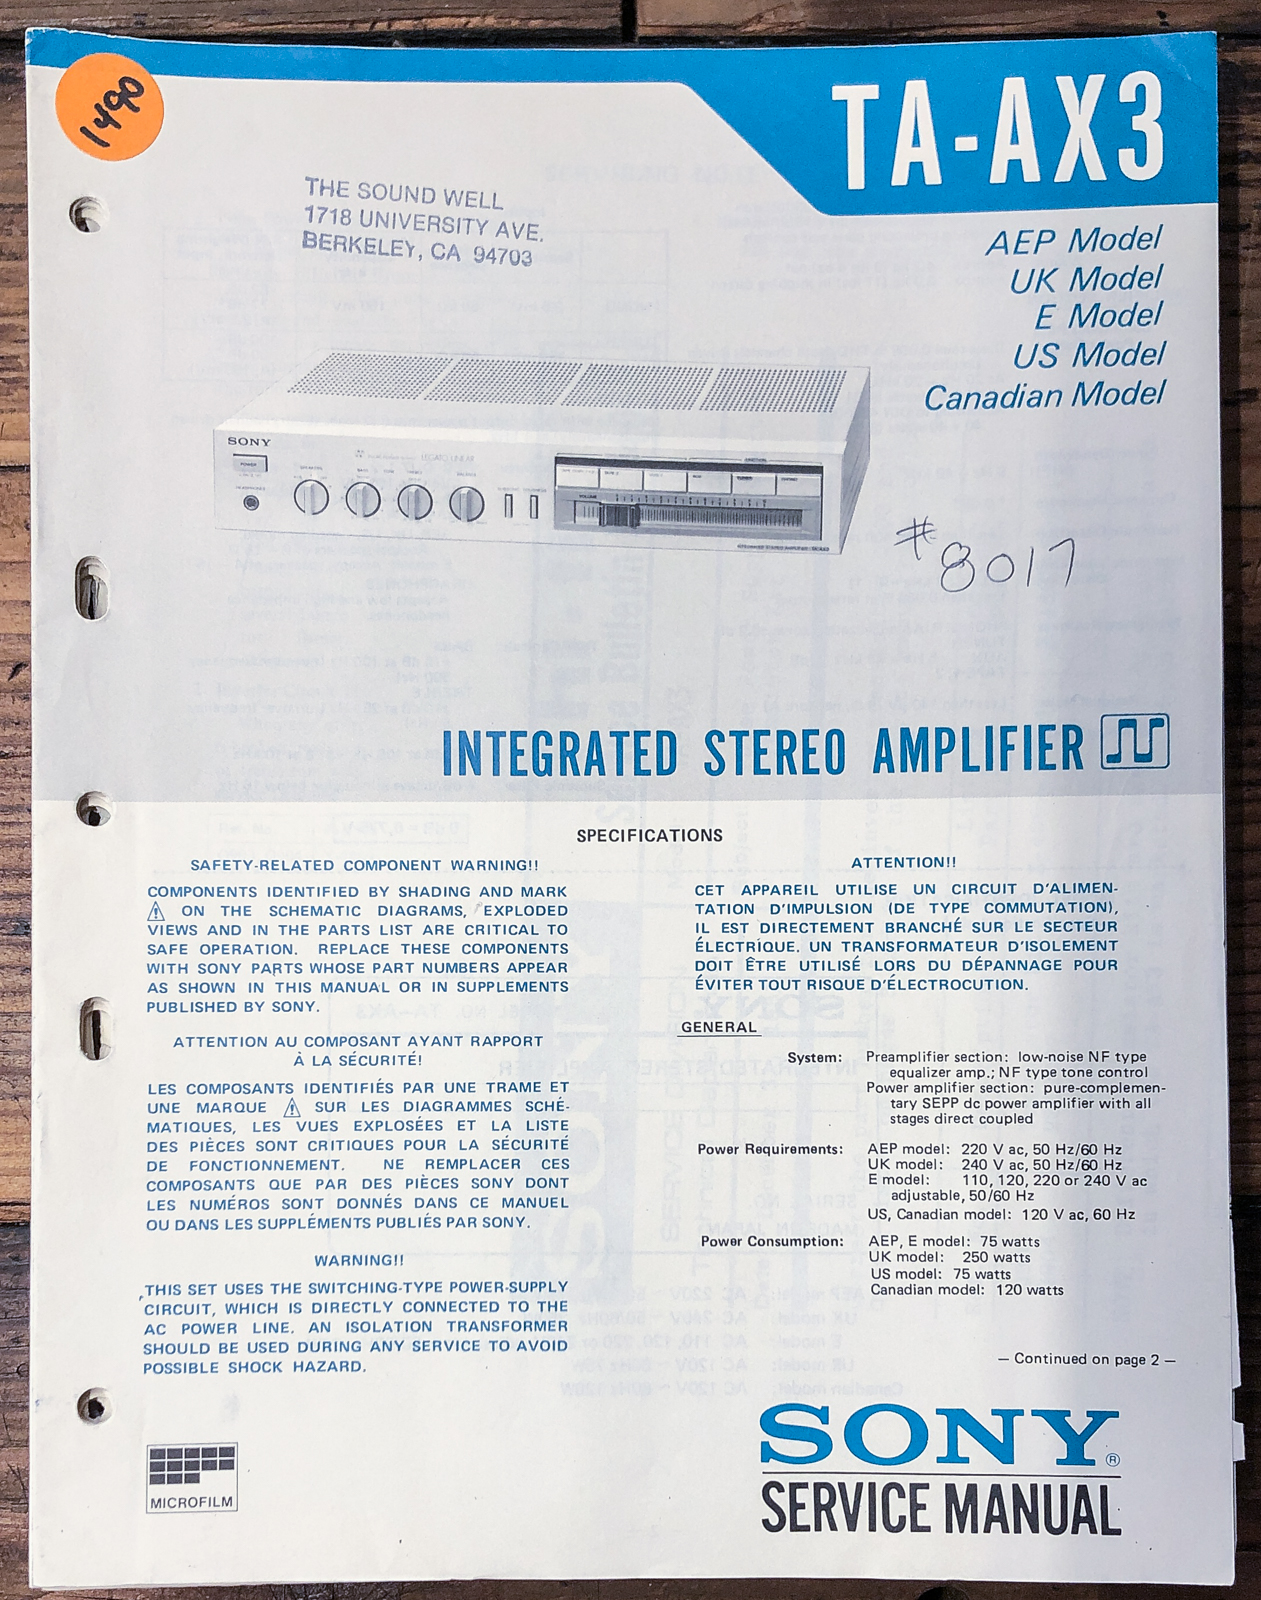 1490
TA-AX3
THE SOUND WELL
1718 UNIVERSITY AVE.
BERKELEY, CA 94703
AEP Model
UK Model
E Model
US Model
Canadian Model
SONY
POWER
HEADPHONES
VOLUME
#8017
INTEGRATED STEREO AMPLIFIER
SPECIFICATIONS
SAFETY-RELATED COMPONENT WARNING!!
COMPONENTS IDENTIFIED BY SHADING AND MARK
⚠ ON THE SCHEMATIC DIAGRAMS, EXPLODED
VIEWS AND IN THE PARTS LIST ARE CRITICAL TO
SAFE OPERATION. REPLACE THESE COMPONENTS
WITH SONY PARTS WHOSE PART NUMBERS APPEAR
AS SHOWN IN THIS MANUAL OR IN SUPPLEMENTS
PUBLISHED BY SONY.
ATTENTION AU COMPOSANT AYANT RAPPORT
À LA SÉCURITÉ!
LES COMPOSANTS IDENTIFIÉS PAR UNE TRAME ET
UNE MARQUE ⚠ SUR LES DIAGRAMMES SCHÉ-
MATIQUES, LES VUES EXPLOSÉES ET LA LISTE
DES PIÈCES SONT CRITIQUES POUR LA SÉCURITÉ
DE FONCTIONNEMENT. NE REMPLACER CES
COMPOSANTS QUE PAR DES PIÈCES SONY DONT
LES NUMÉROS SONT DONNÉS DANS CE MANUEL
OU DANS LES SUPPLÉMENTS PUBLIÉS PAR SONY.
WARNING!!
THIS SET USES THE SWITCHING-TYPE POWER-SUPPLY
CIRCUIT, WHICH IS DIRECTLY CONNECTED TO THE
AC POWER LINE. AN ISOLATION TRANSFORMER
SHOULD BE USED DURING ANY SERVICE TO AVOID
POSSIBLE SHOCK HAZARD.
ATTENTION!!
CET APPAREIL UTILISE UN CIRCUIT D'ALIMEN-
TATION D'IMPULSION (DE TYPE COMMUTATION),
IL EST DIRECTEMENT BRANCHÉ SUR LE SECTEUR
ÉLECTRIQUE. UN TRANSFORMATEUR D'ISOLEMENT
DOIT ÊTRE UTILISÉ LORS DU DÉPANNAGE POUR
ÉVITER TOUT RISQUE D'ÉLECTROCUTION.
GENERAL
System: Preamplifier section: low-noise NF type
equalizer amp.; NF type tone control
Power amplifier section: pure-complemen-
tary SEPP dc power amplifier with all
stages direct coupled
Power Requirements: AEP model: 220 V ac, 50 Hz/60 Hz
UK model: 240 V ac, 50 Hz/60 Hz
E model: 110, 120, 220 or 240 V ac
adjustable, 50/60 Hz
US, Canadian model: 120 V ac, 60 Hz
Power Consumption: AEP, E model: 75 watts
UK model: 250 watts
US model: 75 watts
Canadian model: 120 watts
— Continued on page 2 —
MICROFILM
SONY®
SERVICE MANUAL